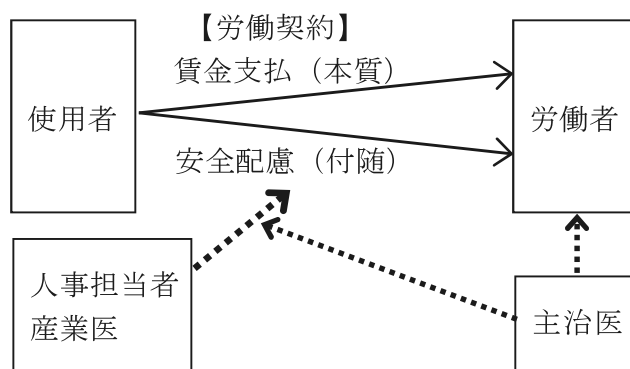 【労働契約】
賃金支払（本質）
使用者
労働者
安全配慮（付随）
人事担当者
産業医
主治医